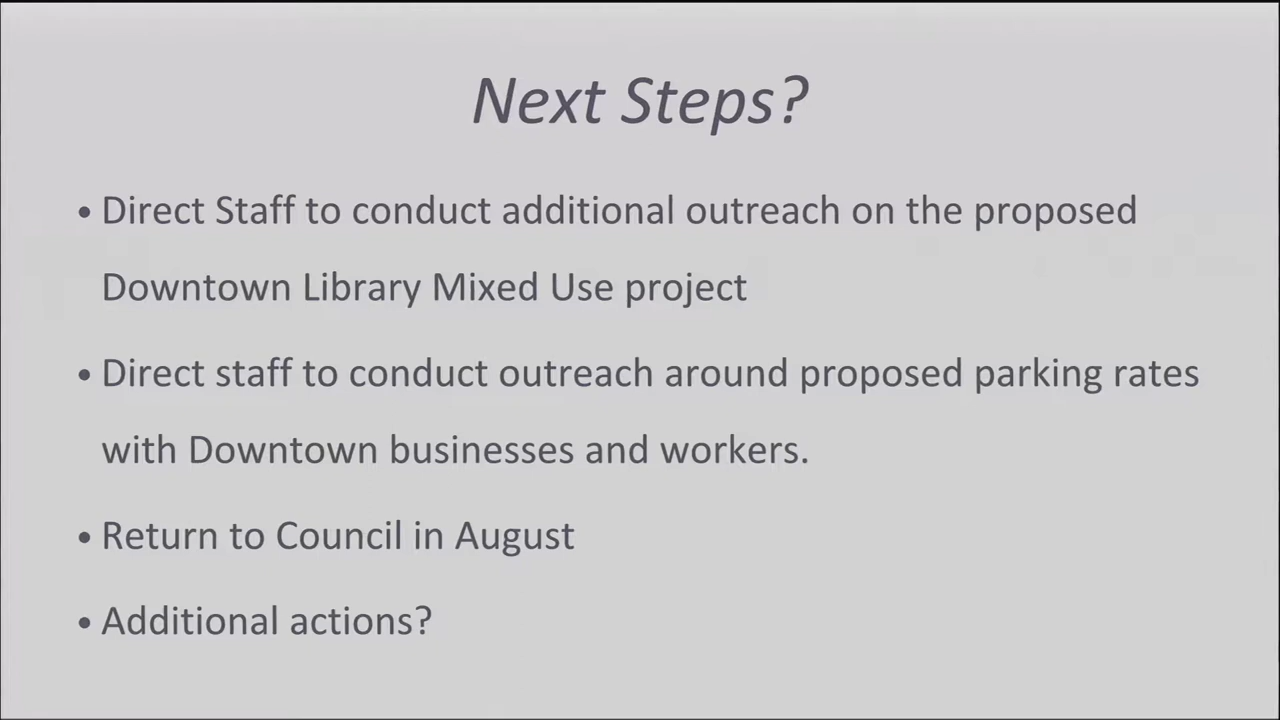 Next Steps?
• Direct Staff to conduct additional outreach on the proposed
Downtown Library Mixed Use project
• Direct staff to conduct outreach around proposed parking rates
with Downtown businesses and workers.
• Return to Council in August
• Additional actions?